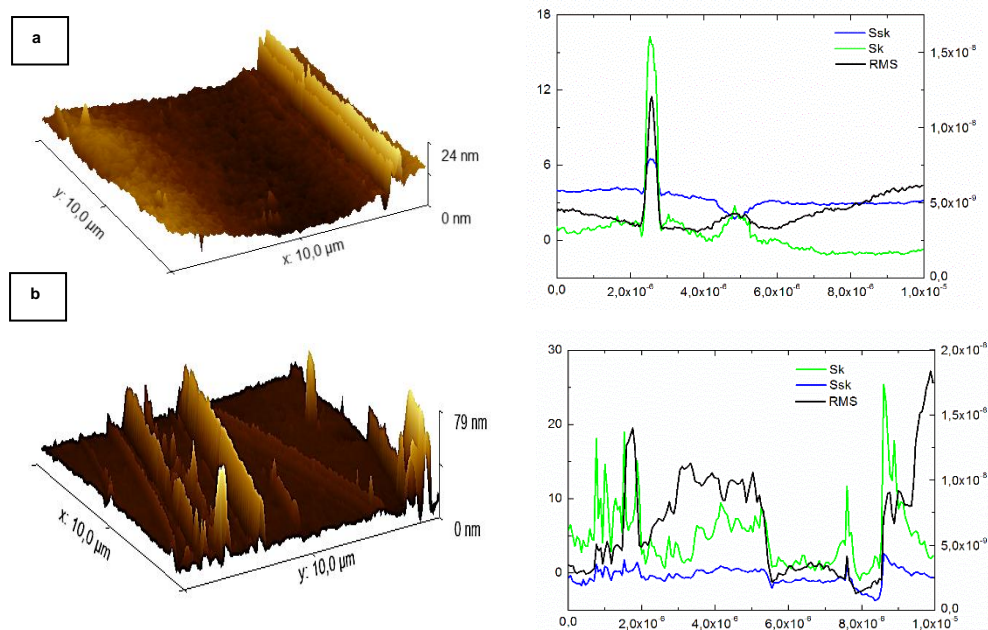 a
24 nm
0 nm
y: 10,0 µm
x: 10,0 µm
18
12
6
0
Ssk
Sk
RMS
1,5x10⁻⁸
1,0x10⁻⁸
5,0x10⁻⁹
0,0
0,0 2,0x10⁻⁶ 4,0x10⁻⁶ 6,0x10⁻⁶ 8,0x10⁻⁶ 1,0x10⁻⁵
b
79 nm
0 nm
x: 10,0 µm
y: 10,0 µm
30
20
10
0
Sk
Ssk
RMS
2,0x10⁻⁸
1,5x10⁻⁸
1,0x10⁻⁸
5,0x10⁻⁹
0,0
0,0 2,0x10⁻⁶ 4,0x10⁻⁶ 6,0x10⁻⁶ 8,0x10⁻⁶ 1,0x10⁻⁵